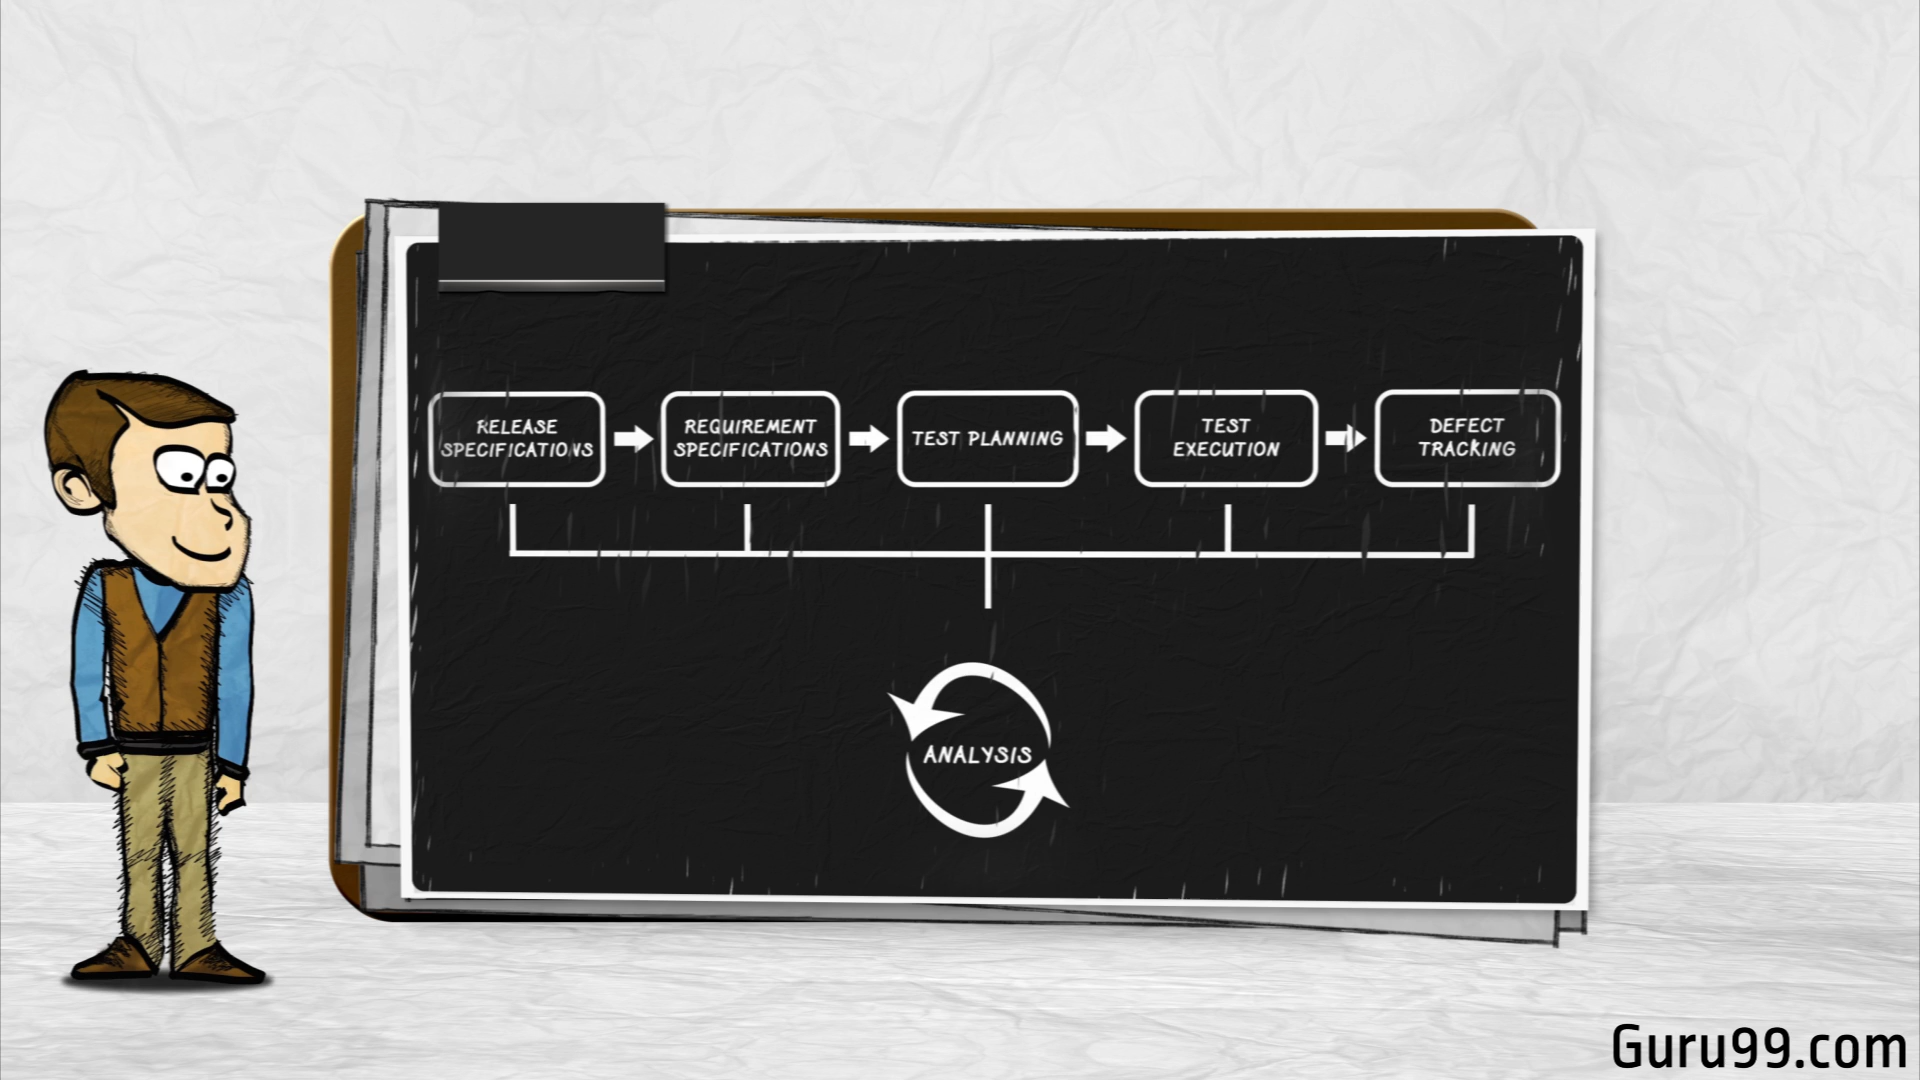 RELEASE
SPECIFICATIONS
REQUIREMENT
SPECIFICATIONS
TEST PLANNING
TEST
EXECUTION
DEFECT
TRACKING
ANALYSIS
Guru99.com